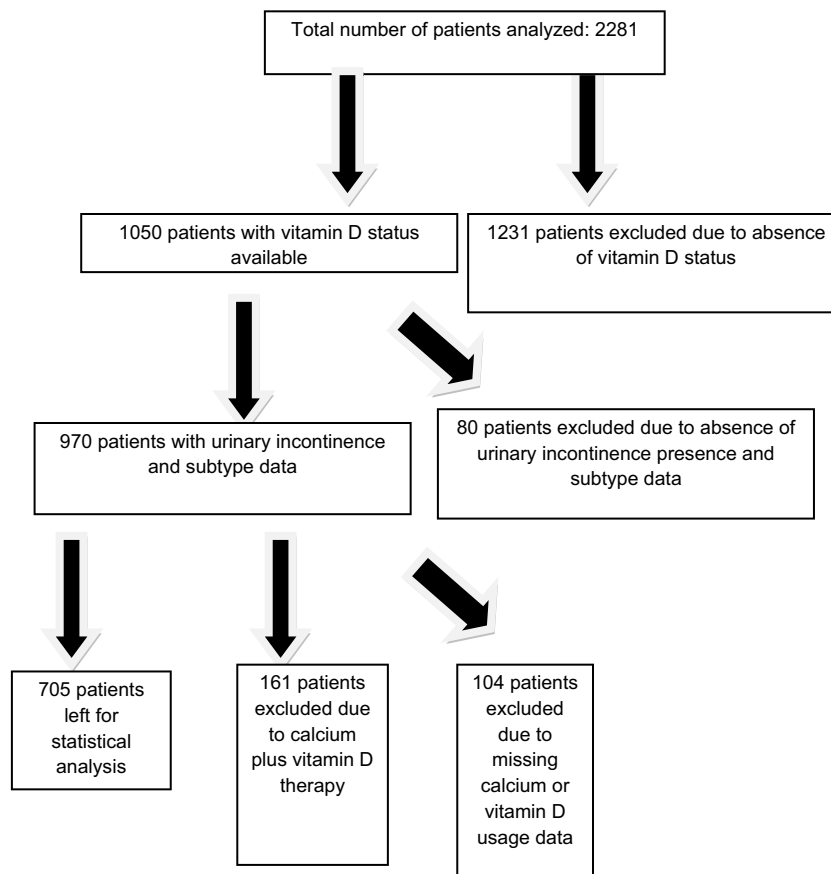 Total number of patients analyzed: 2281
1050 patients with vitamin D status
available
1231 patients excluded due to absence
of vitamin D status
970 patients with urinary incontinence
and subtype data
80 patients excluded due to absence of
urinary incontinence presence and
subtype data
705 patients
left for
statistical
analysis
161 patients
excluded due
to calcium
plus vitamin D
therapy
104 patients
excluded
due to
missing
calcium or
vitamin D
usage data